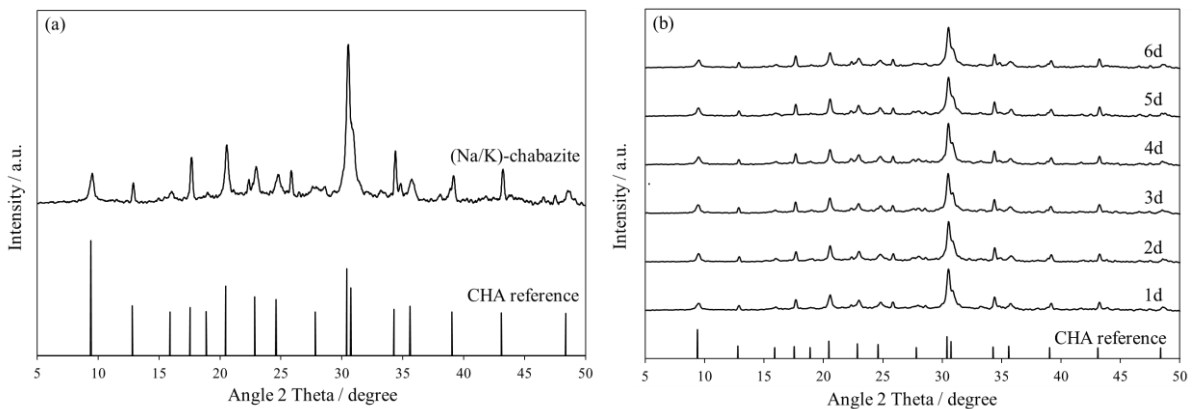 (a)
Intensity / a.u.
(Na/K)-chabazite
CHA reference
5 10 15 20 25 30 35 40 45 50
Angle 2 Theta / degree
(b)
Intensity / a.u.
6d
5d
4d
3d
2d
1d
CHA reference
5 10 15 20 25 30 35 40 45 50
Angle 2 Theta / degree